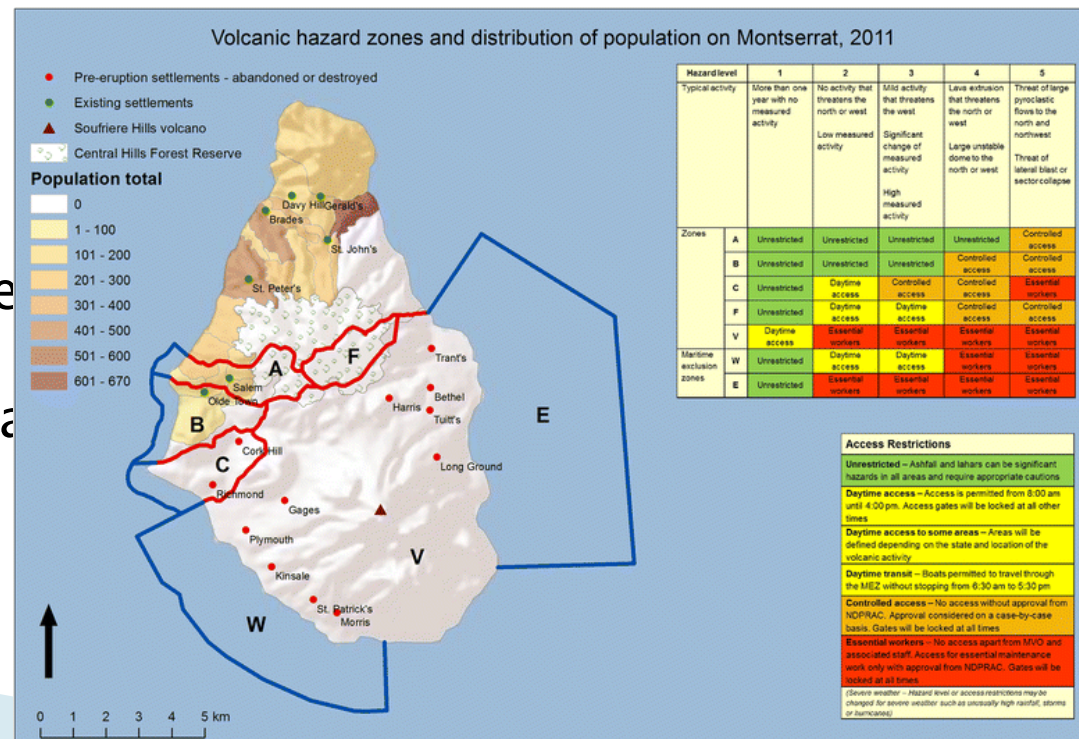 Volcanic hazard zones and distribution of population on Montserrat, 2011
Pre-eruption settlements - abandoned or destroyed
Existing settlements
Soufriere Hills volcano
Central Hills Forest Reserve
Population total
0
1 - 100
101 - 200
201 - 300
301 - 400
401 - 500
501 - 600
601 - 670
e
a
Davy Hill
Gerald's
Brades
St. John's
St. Peter's
F
A
Trant's
Salem
Olde Town
Bethel
Harris
Tuitt's
B
E
Cork Hill
C
Long Ground
Richmond
Gages
Plymouth
V
Kinsale
St. Patrick's
Morris
W
0 1 2 3 4 5 km
Hazard level 1 2 3 4 5
Typical activity
More than one
year with no
measured
activity
No activity that
threatens the
north or west
Low measured
activity
Mild activity
that threatens
the west
Significant
change of
measured
activity
High
measured
activity
Lava extrusion
that threatens
the north or
west
Large unstable
dome to the
north or west
Threat of large
pyroclastic
flows to the
north and
northwest
Threat of
lateral blast or
sector collapse
Zones
A Unrestricted Unrestricted Unrestricted Unrestricted Controlled
access
B Unrestricted Unrestricted Unrestricted Controlled Controlled
access access
C Unrestricted Daytime Controlled Controlled Essential
access access access workers
F Unrestricted Daytime Daytime Controlled Controlled
access access access access
V Daytime Essential Essential Essential Essential
access workers workers workers workers
Maritime
exclusion
zones
W Unrestricted Daytime Daytime Essential Essential
access access workers workers
E Unrestricted Essential Essential Essential Essential
workers workers workers workers
Access Restrictions
Unrestricted – Ashfall and lahars can be significant
hazards in all areas and require appropriate cautions
Daytime access – Access is permitted from 8:00 am
until 4:00 pm. Access gates will be locked at all other
times
Daytime access to some areas – Areas will be
defined depending on the state and location of the
volcanic activity
Daytime transit – Boats permitted to travel through
the MEZ without stopping from 6:30 am to 5:30 pm
Controlled access – No access without approval from
NDPRAC. Approval considered on a case-by-case
basis. Gates will be locked at all times
Essential workers – No access apart from MVO and
associated staff. Access for essential maintenance
work only with approval from NDPRAC. Gates will be
locked at all times
(Severe weather – Hazard level or access restrictions may be
changed for severe weather such as unusually high rainfall, storms
or hurricanes)